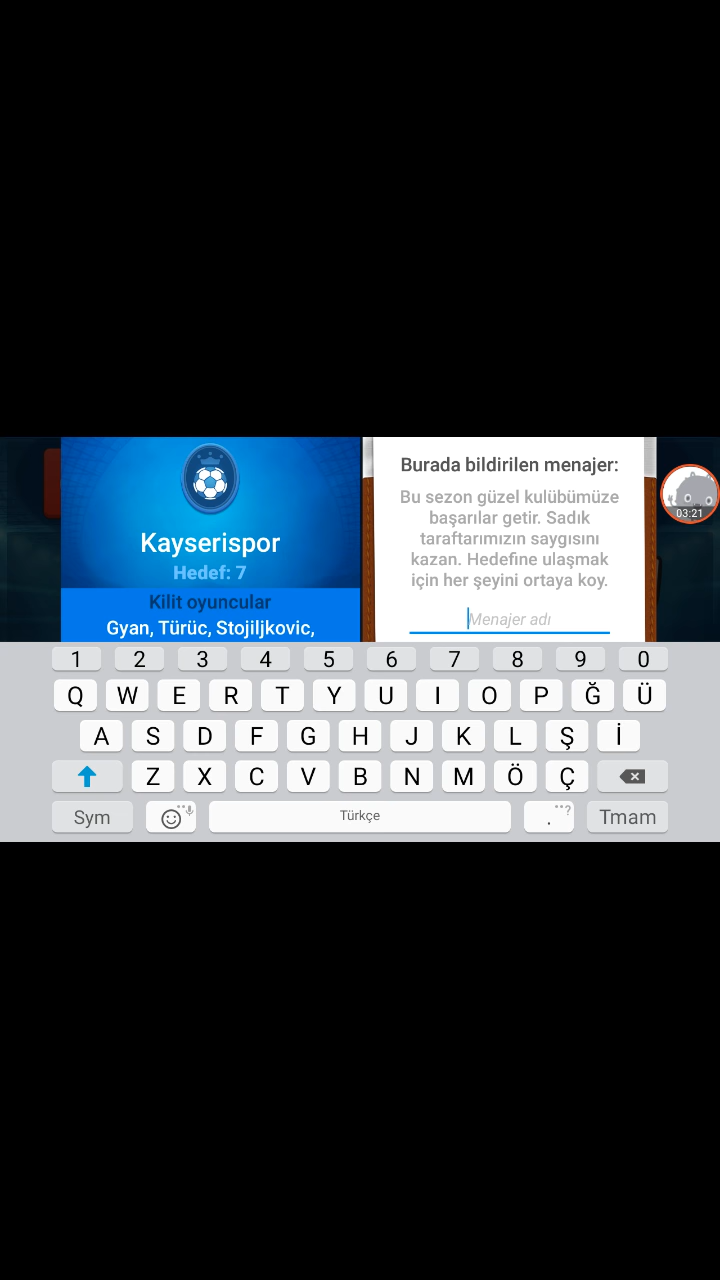 Kayserispor
Hedef: 7
Kilit oyuncular
Gyan, Türüc, Stojiljkovic,
Burada bildirilen menajer:
Bu sezon güzel kulübümüze
başarılar getir. Sadık
taraftarımızın saygısını
kazan. Hedefine ulaşmak
için her şeyini ortaya koy.
Menajer adı
03:21
1 2 3 4 5 6 7 8 9 0
Q W E R T Y U I O P Ğ Ü
A S D F G H J K L Ş İ
Z X C V B N M Ö Ç
Sym Türkçe . ? Tmam